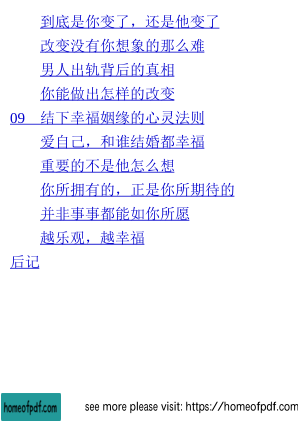 到底是你变了，还是他变了
改变没有你想象的那么难
男人出轨背后的真相
你能做出怎样的改变
09　结下幸福姻缘的心灵法则
爱自己，和谁结婚都幸福
重要的不是他怎么想
你所拥有的，正是你所期待的
并非事事都能如你所愿
越乐观，越幸福
后记
homeofpdf.com
see more please visit: https://homeofpdf.com